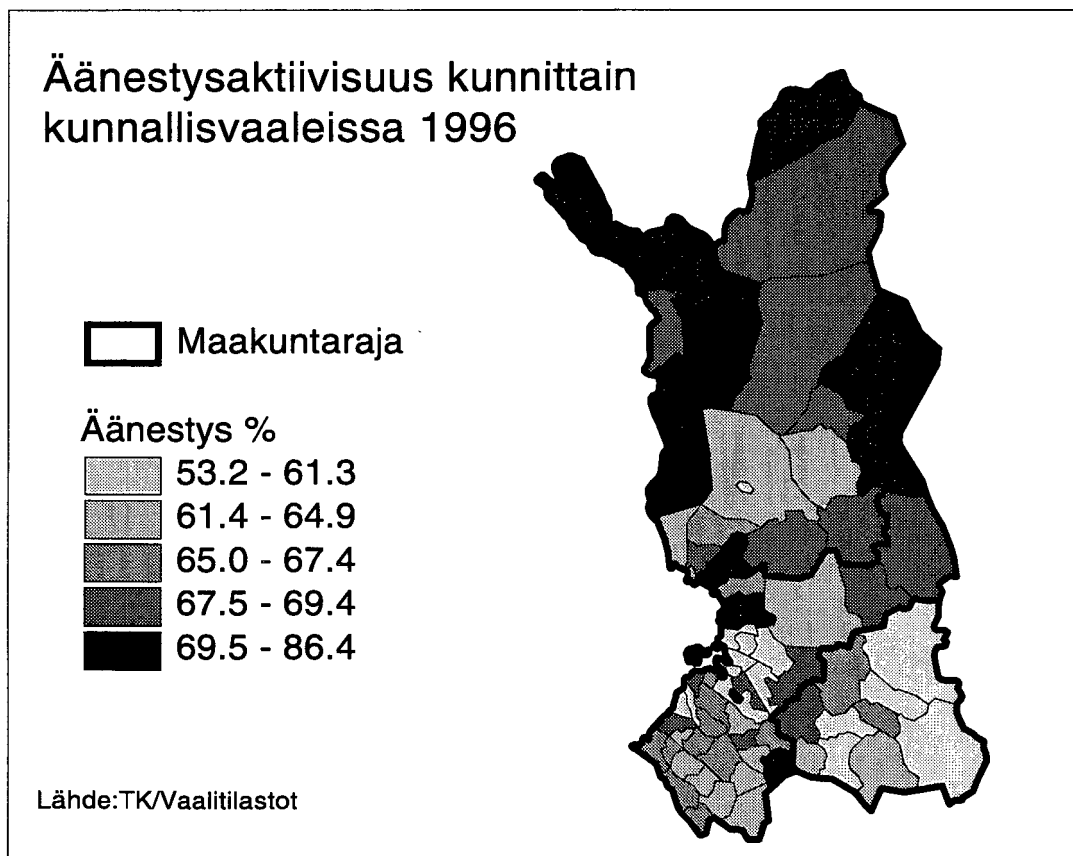 Äänestysaktiivisuus kunnittain
kunnallisvaaleissa 1996
Maakuntaraja
Äänestys %
53.2 - 61.3
61.4 - 64.9
65.0 - 67.4
67.5 - 69.4
69.5 - 86.4
Lähde:TK/Vaalitilastot